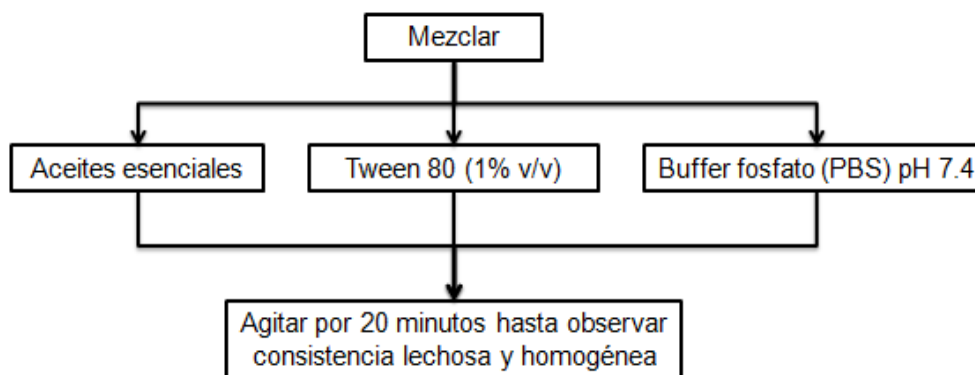 Mezclar
Aceites esenciales
Tween 80 (1% v/v)
Buffer fosfato (PBS) pH 7.4
Agitar por 20 minutos hasta observar
consistencia lechosa y homogénea